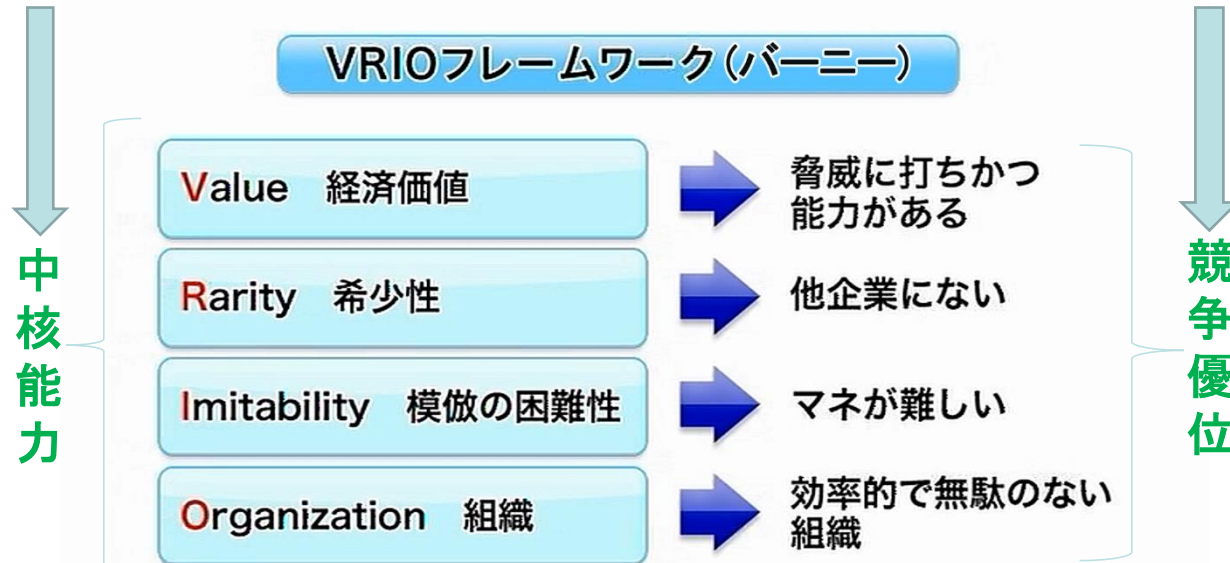 VRIOフレームワーク(バーニー)
Value 経済価値
脅威に打ちかつ
能力がある
Rarity 希少性
他企業にない
Imitability 模倣の困難性
マネが難しい
Organization 組織
効率的で無駄のない
組織
中核能力
競争優位